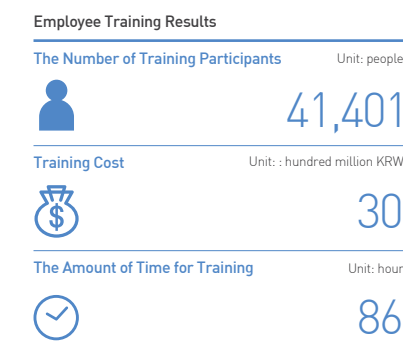 Employee Training Results
The Number of Training Participants Unit: people
41,401
Training Cost Unit: : hundred million KRW
$ 30
The Amount of Time for Training Unit: hour
86